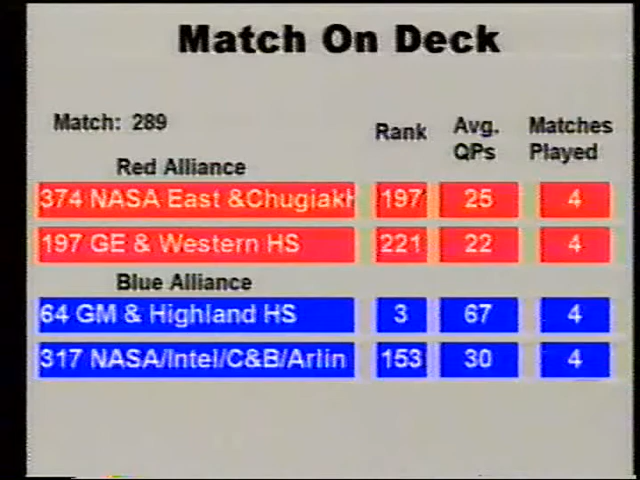 Match On Deck
Match: 289 Rank Avg. QPs Matches Played
Red Alliance
374 NASA East &Chugiak 197 25 4
197 GE & Western HS 221 22 4
Blue Alliance
64 GM & Highland HS 3 67 4
317 NASA/Intel/C&B/Arlin 153 30 4